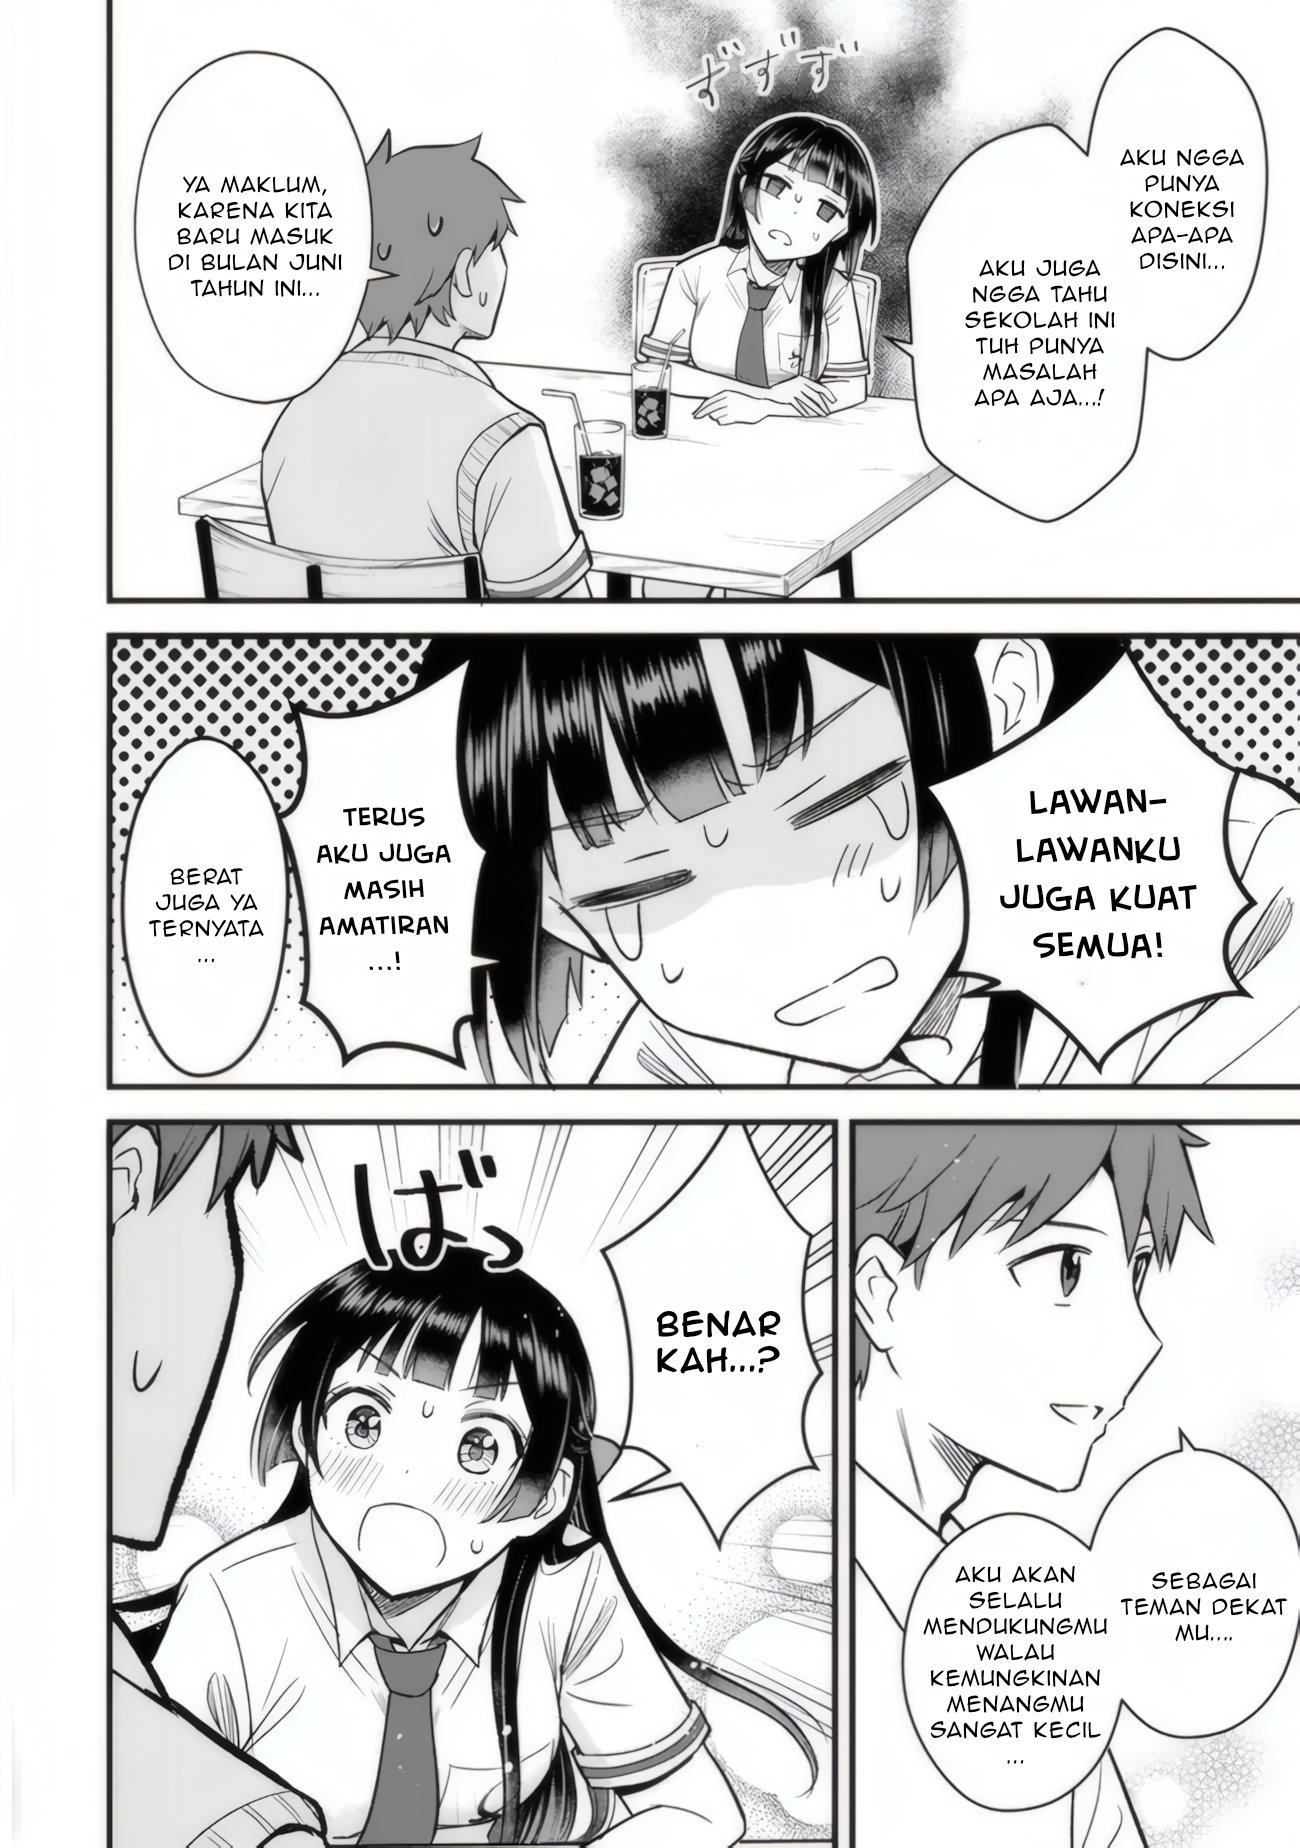 ずずず
AKU NGGA
PUNYA
KONEKSI
APA-APA
DISINI...
AKU JUGA
NGGA TAHU
SEKOLAH INI
TUH PUNYA
MASALAH
APA AJA...!
YA MAKLUM,
KARENA KITA
BARU MASUK
DI BULAN JUNI
TAHUN INI...
LAWAN-
LAWANKU
JUGA KUAT
SEMUA!
TERUS
AKU JUGA
MASIH
AMATIRAN
...!
BERAT
JUGA YA
TERNYATA
...
SEBAGAI
TEMAN DEKAT
MU....
AKU AKAN
SELALU
MENDUKUNGMU
WALAU
KEMUNGKINAN
MENANGMU
SANGAT KECIL
...
BENAR
KAH...?
ばっ